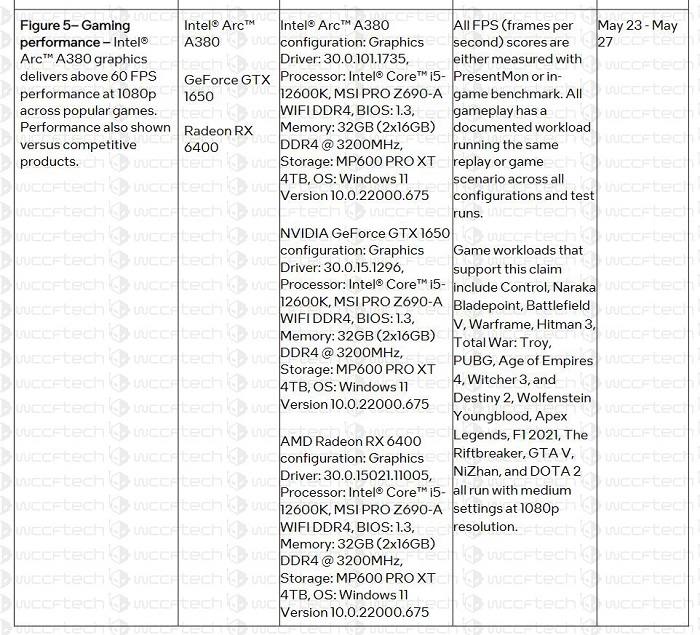 Figure 5– Gaming
performance – Intel®
Arc™ A380 graphics
delivers above 60 FPS
performance at 1080p
across popular games.
Performance also shown
versus competitive
products.
Intel® Arc™
A380
GeForce GTX
1650
Radeon RX
6400
Intel® Arc™ A380
configuration: Graphics
Driver: 30.0.101.1735,
Processor: Intel® Core™ i5-
12600K, MSI PRO Z690-A
WIFI DDR4, BIOS: 1.3,
Memory: 32GB (2x16GB)
DDR4 @ 3200MHz,
Storage: MP600 PRO XT
4TB, OS: Windows 11
Version 10.0.22000.675
NVIDIA GeForce GTX 1650
configuration: Graphics
Driver: 30.0.15.1296,
Processor: Intel® Core™ i5-
12600K, MSI PRO Z690-A
WIFI DDR4, BIOS: 1.3,
Memory: 32GB (2x16GB)
DDR4 @ 3200MHz,
Storage: MP600 PRO XT
4TB, OS: Windows 11
Version 10.0.22000.675
AMD Radeon RX 6400
configuration: Graphics
Driver: 30.0.15021.11005,
Processor: Intel® Core™ i5-
12600K, MSI PRO Z690-A
WIFI DDR4, BIOS: 1.3,
Memory: 32GB (2x16GB)
DDR4 @ 3200MHz,
Storage: MP600 PRO XT
4TB, OS: Windows 11
Version 10.0.22000.675
All FPS (frames per
second) scores are
either measured with
PresentMon or in-
game benchmark. All
gameplay has a
documented workload
running the same
replay or game
scenario across all
configurations and test
runs.
Game workloads that
support this claim
include Control, Naraka
Bladepoint, Battlefield
V, Warframe, Hitman 3,
Total War: Troy,
PUBG, Age of Empires
4, Witcher 3, and
Destiny 2, Wolfenstein
Youngblood, Apex
Legends, F1 2021, The
Riftbreaker, GTA V,
NiZhan, and DOTA 2
all run with medium
settings at 1080p
resolution.
May 23 - May
27
wccftech